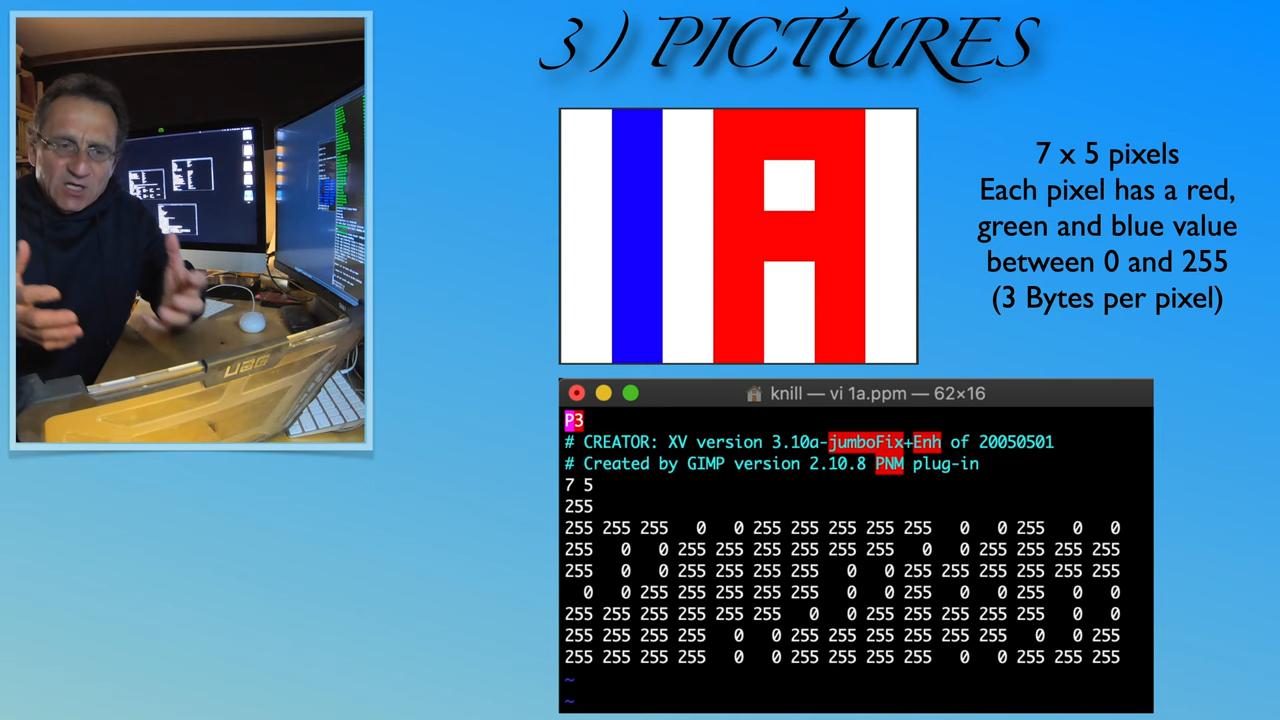 3) PICTURES
7 x 5 pixels
Each pixel has a red,
green and blue value
between 0 and 255
(3 Bytes per pixel)
knill — vi 1a.ppm — 62×16
P3
# CREATOR: XV version 3.10a-jumboFix+Enh of 20050501
# Created by GIMP version 2.10.8 PNM plug-in
7 5
255
255 255 255 0 0 255 255 255 255 255 0 0 255 0 0
255 0 0 255 255 255 255 255 255 0 0 255 255 255 255
255 0 0 255 255 255 255 0 0 255 255 255 255 255 255
0 0 255 255 255 255 255 0 0 255 0 0 255 0 0
255 255 255 255 255 255 0 0 255 255 255 255 255 0 0
255 255 255 255 0 0 255 255 255 255 255 255 0 0 255
255 255 255 255 0 0 255 255 255 255 0 0 255 255 255
~
~
UAG